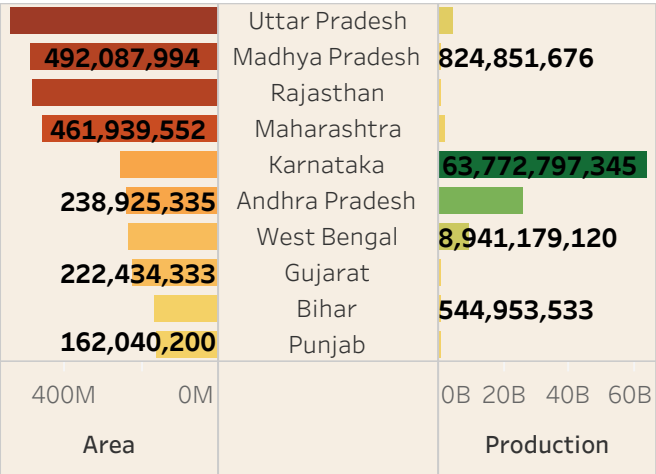 Uttar Pradesh
492,087,994 Madhya Pradesh 824,851,676
Rajasthan
461,939,552 Maharashtra
Karnataka 63,772,797,345
238,925,335 Andhra Pradesh
West Bengal 8,941,179,120
222,434,333 Gujarat
Bihar 544,953,533
162,040,200 Punjab
400M 0M 0B 20B 40B 60B
Area Production